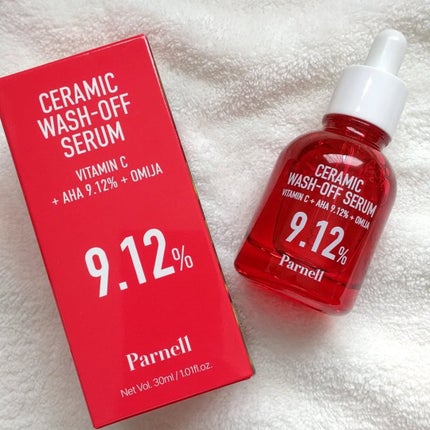 CERAMIC
WASH-OFF
SERUM
VITAMIN C
+ AHA 9.12% + OMIJA
9.12%
Parnell
Net Vol. 30ml / 1.01fl.oz.
CERAMIC
WASH-OFF SERUM
VITAMIN C + AHA 9.12% + OMIJA
9.12%
Parnell